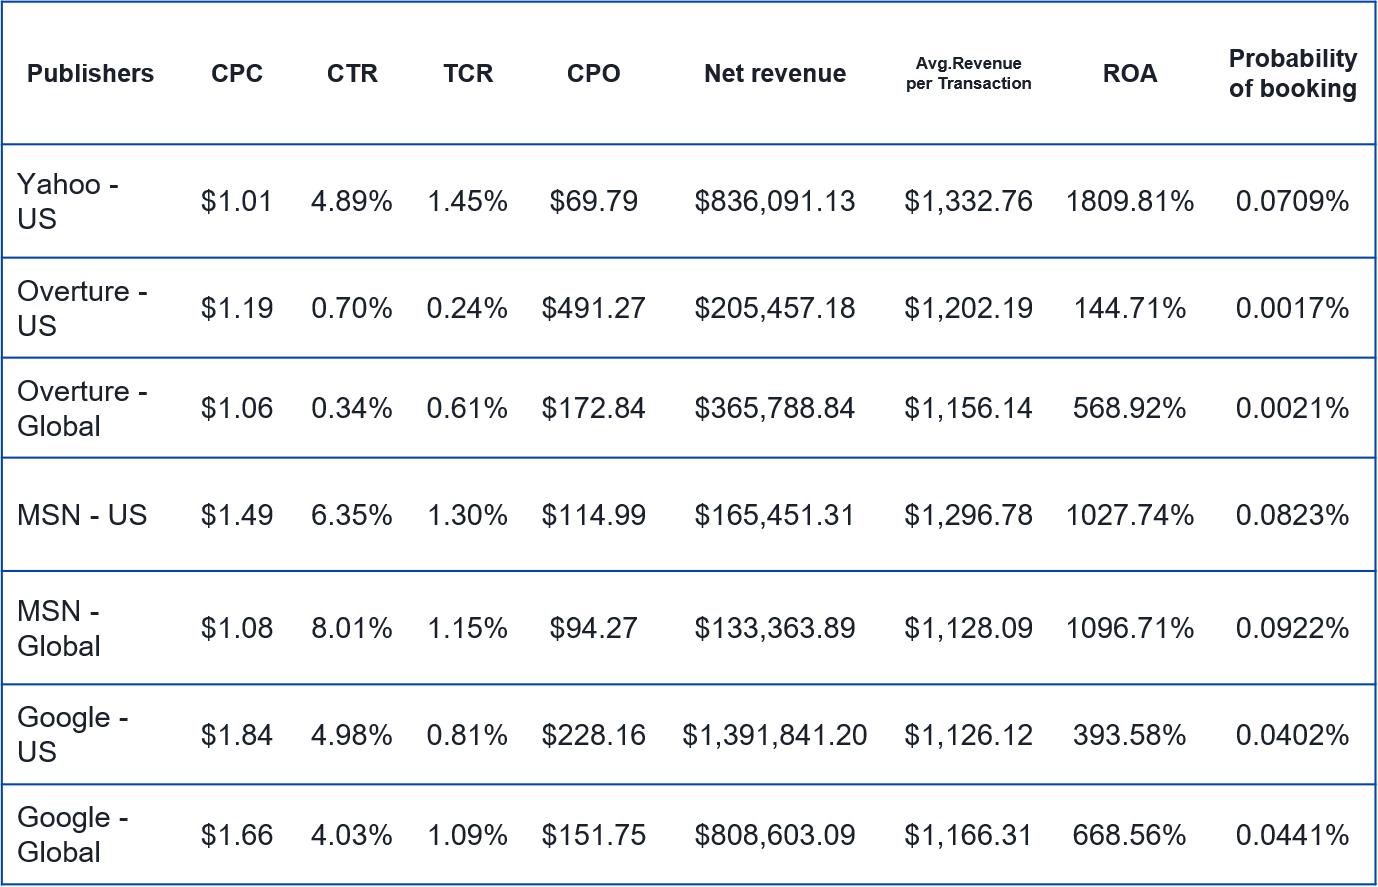 Publishers CPC CTR TCR CPO Net revenue Avg.Revenue per Transaction ROA Probability of booking
Yahoo - US $1.01 4.89% 1.45% $69.79 $836,091.13 $1,332.76 1809.81% 0.0709%
Overture - US $1.19 0.70% 0.24% $491.27 $205,457.18 $1,202.19 144.71% 0.0017%
Overture - Global $1.06 0.34% 0.61% $172.84 $365,788.84 $1,156.14 568.92% 0.0021%
MSN - US $1.49 6.35% 1.30% $114.99 $165,451.31 $1,296.78 1027.74% 0.0823%
MSN - Global $1.08 8.01% 1.15% $94.27 $133,363.89 $1,128.09 1096.71% 0.0922%
Google - US $1.84 4.98% 0.81% $228.16 $1,391,841.20 $1,126.12 393.58% 0.0402%
Google - Global $1.66 4.03% 1.09% $151.75 $808,603.09 $1,166.31 668.56% 0.0441%